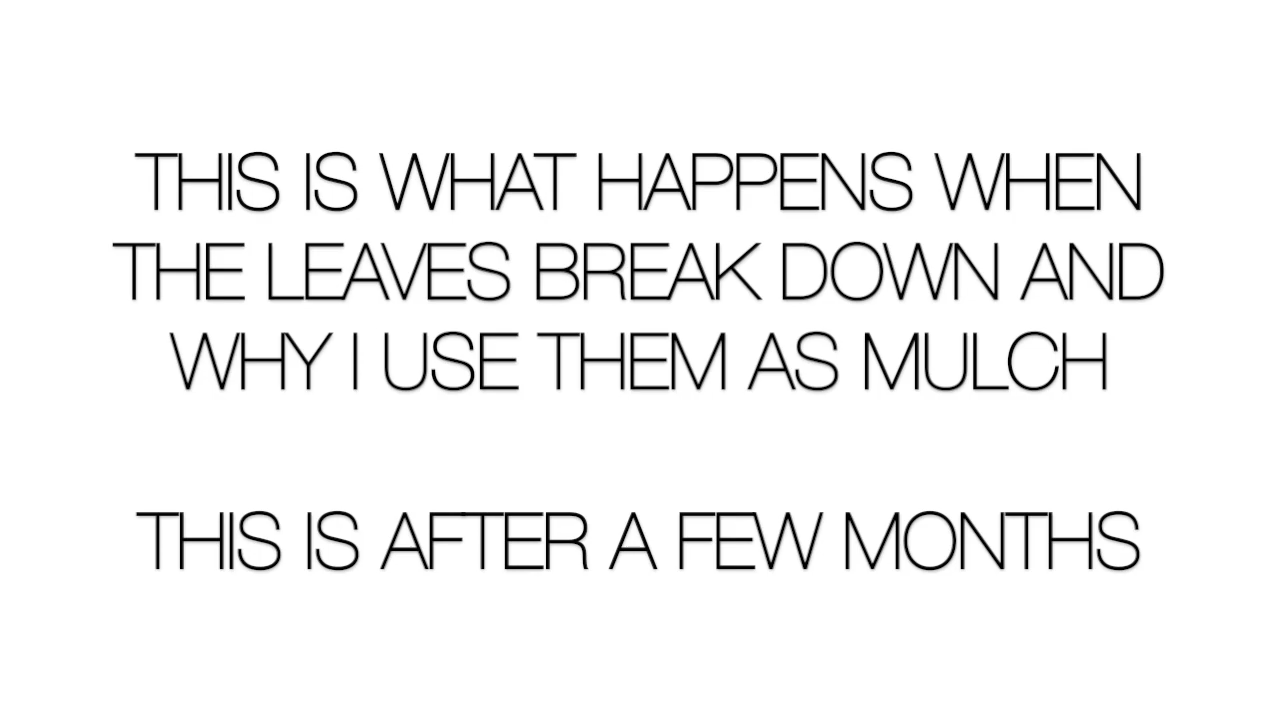 THIS IS WHAT HAPPENS WHEN
THE LEAVES BREAK DOWN AND
WHY I USE THEM AS MULCH
THIS IS AFTER A FEW MONTHS